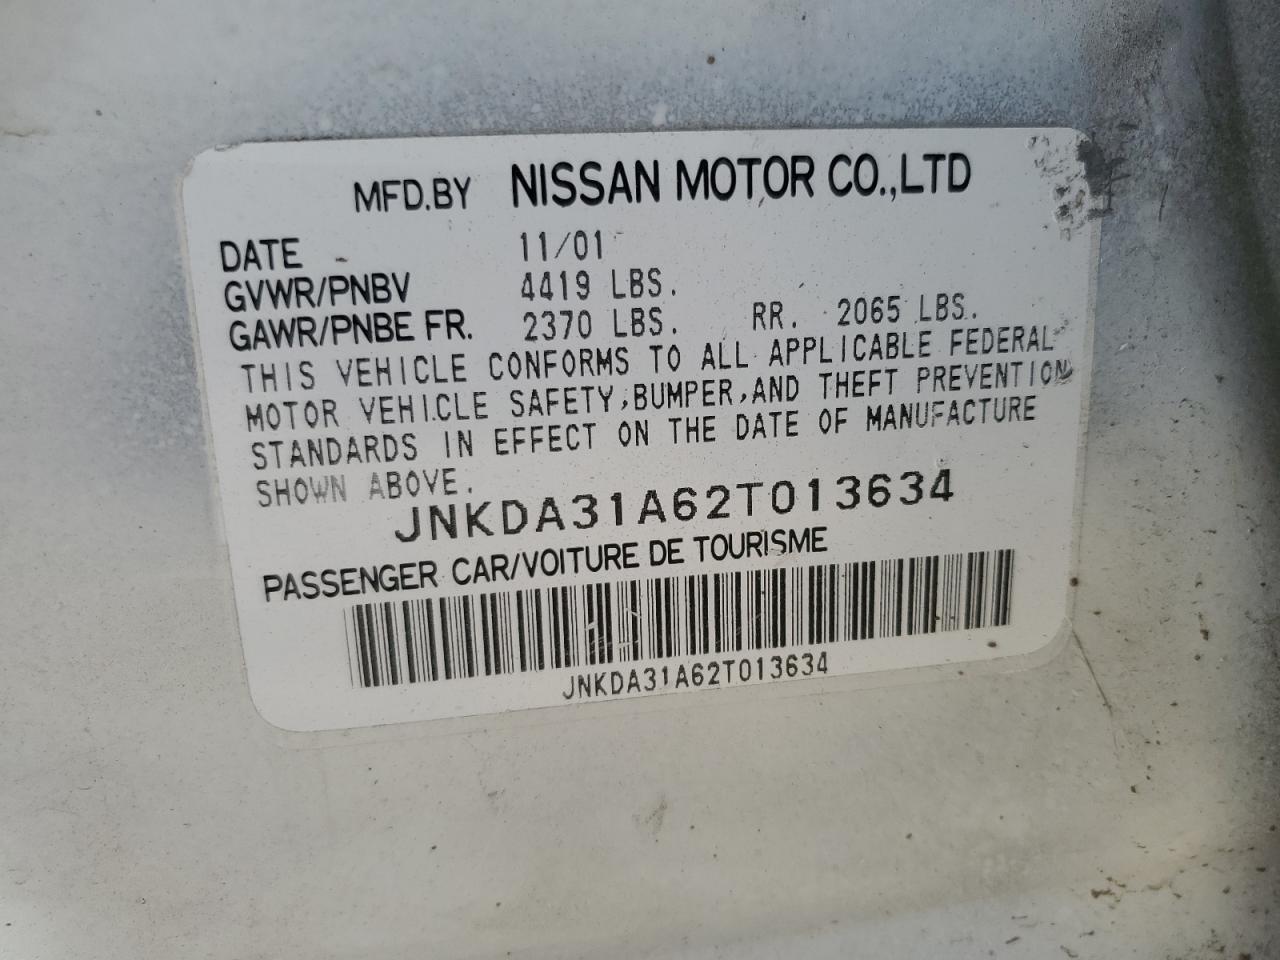 MFD.BY NISSAN MOTOR CO.,LTD
DATE 11/01
GVWR/PNBV 4419 LBS.
GAWR/PNBE FR. 2370 LBS. RR. 2065 LBS.
THIS VEHICLE CONFORMS TO ALL APPLICABLE FEDERAL
MOTOR VEHICLE SAFETY,BUMPER,AND THEFT PREVENTION
STANDARDS IN EFFECT ON THE DATE OF MANUFACTURE
SHOWN ABOVE.
JNKDA31A62T013634
PASSENGER CAR/VOITURE DE TOURISME
JNKDA31A62T013634